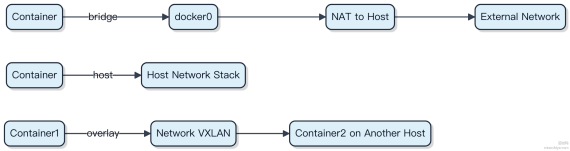 Container bridge docker0 NAT to Host External Network
Container host Host Network Stack
Container1 overlay Network VXLAN Container2 on Another Host